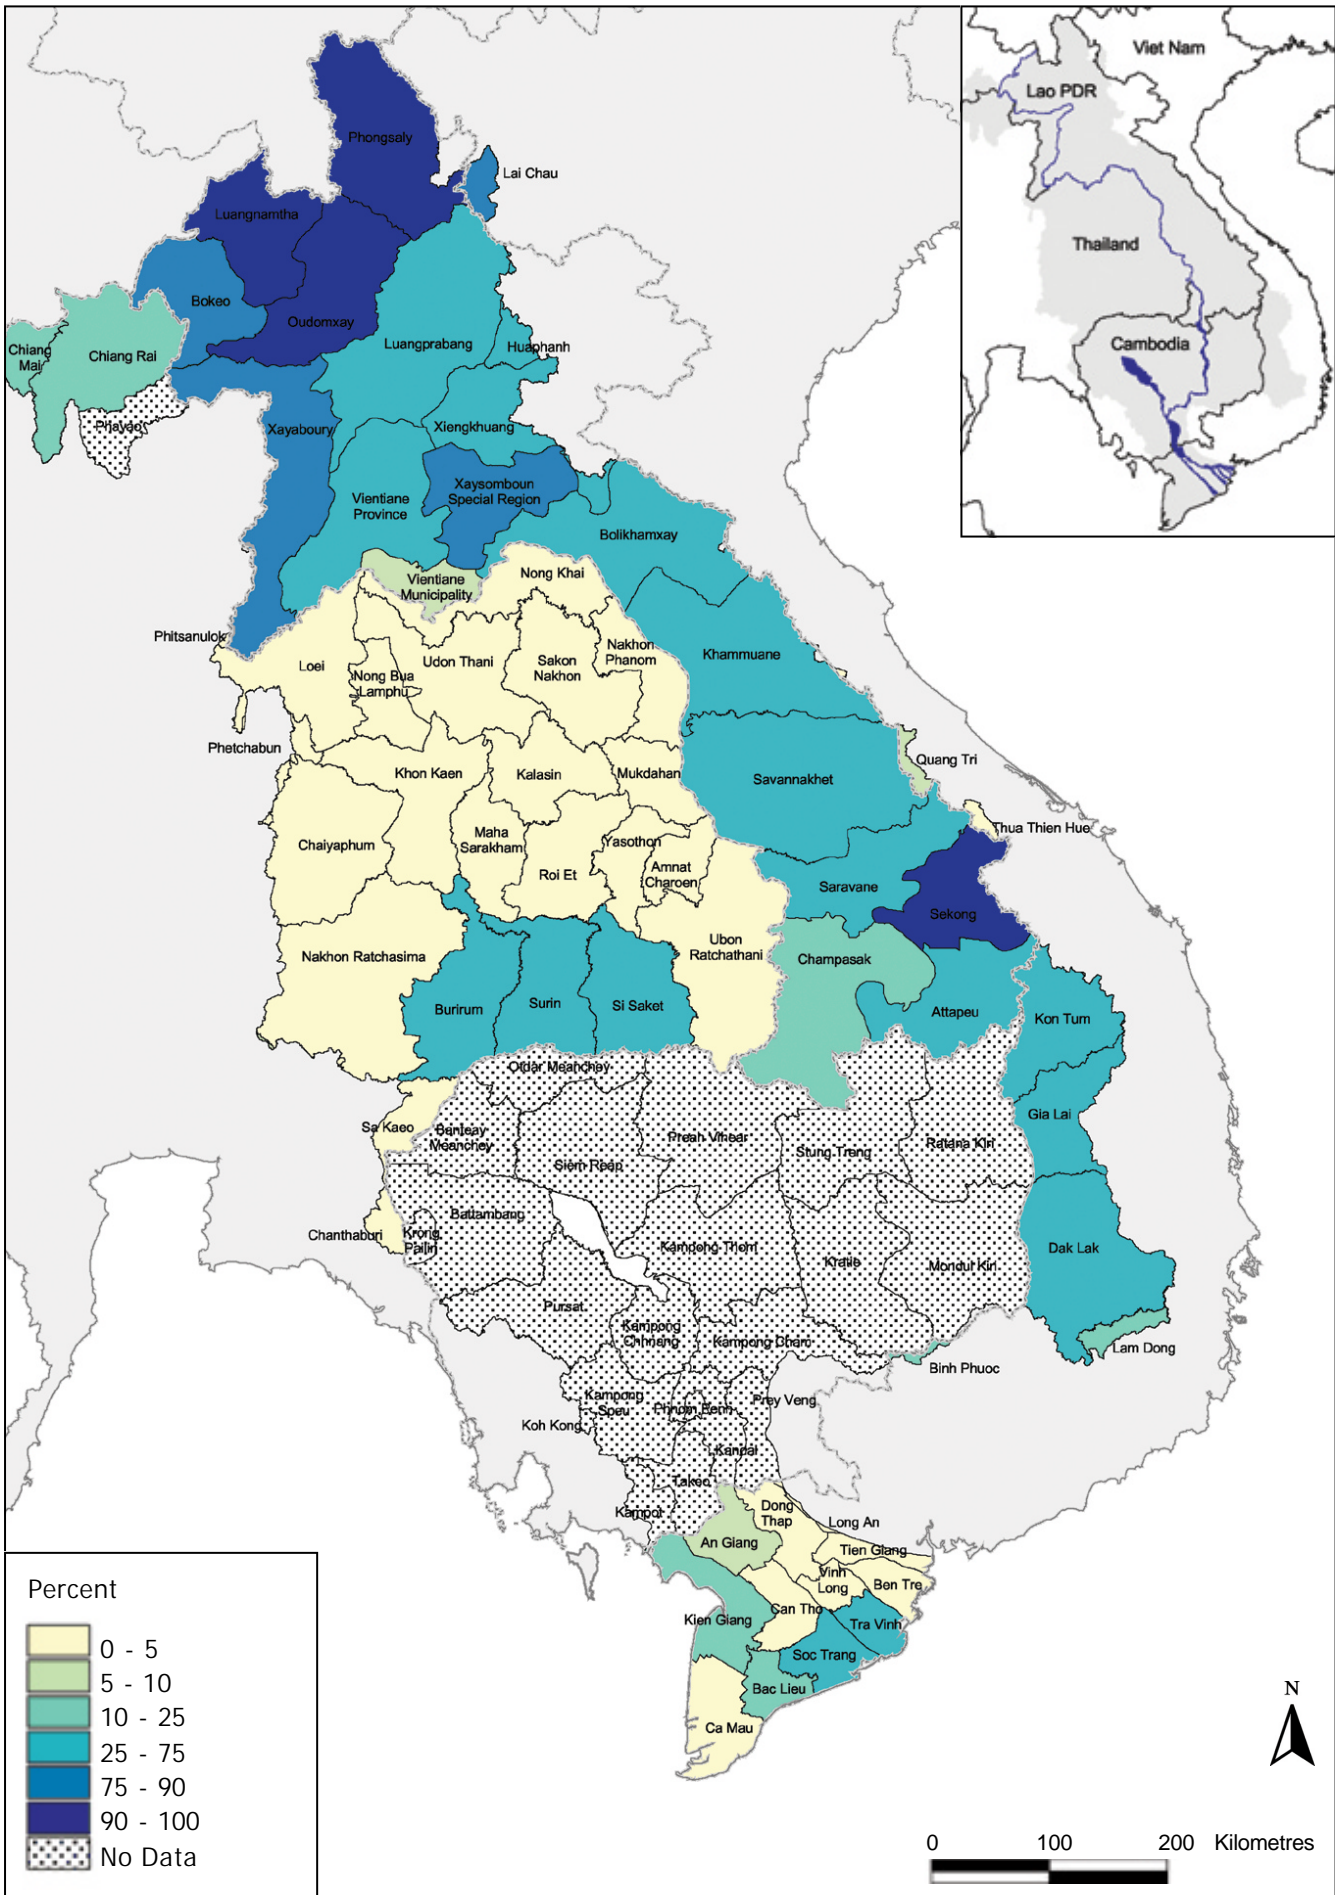 Viet Nam
Lao PDR
Thailand
Cambodia
Phongsaly
Lai Chau
Luangnamtha
Bokeo
Oudomxay
Chiang
Mai
Chiang Rai
Luangprabang
Huaphanh
Phayao
Xayaboury
Xiengkhuang
Xaysomboun
Special Region
Vientiane
Province
Bolikhamxay
Vientiane
Municipality
Nong Khai
Phitsanulok
Loei
Nong Bua
Lamphu
Udon Thani
Sakon
Nakhon
Nakhon
Phanom
Khammuane
Phetchabun
Khon Kaen
Kalasin
Mukdahan
Savannakhet
Quang Tri
Thua Thien Hue
Chaiyaphum
Maha
Sarakham
Roi Et
Yasothon
Amnat
Charoen
Saravane
Sekong
Nakhon Ratchasima
Ubon
Ratchathani
Champasak
Burirum
Surin
Si Saket
Attapeu
Kon Tum
Otdar Meanchey
Gia Lai
Sa Kaeo
Banteay
Meanchey
Siem Reap
Preah Vihear
Stung Treng
Ratana Kiri
Chanthaburi
Krong
Pailin
Battambang
Kampong Thom
Kratie
Mondul Kiri
Dak Lak
Pursat
Kampong
Chhnang
Kampong Cham
Binh Phuoc
Lam Dong
Kampong
Speu
Phnom Penh
Prey Veng
Koh Kong
Kanpal
Takeo
Kampot
Dong
Thap
Long An
An Giang
Tien Giang
Vinh
Long
Ben Tre
Can Tho
Kien Giang
Tra Vinh
Soc Trang
Bac Lieu
Ca Mau
Percent
0 - 5
5 - 10
10 - 25
25 - 75
75 - 90
90 - 100
No Data
N
0 100 200 Kilometres